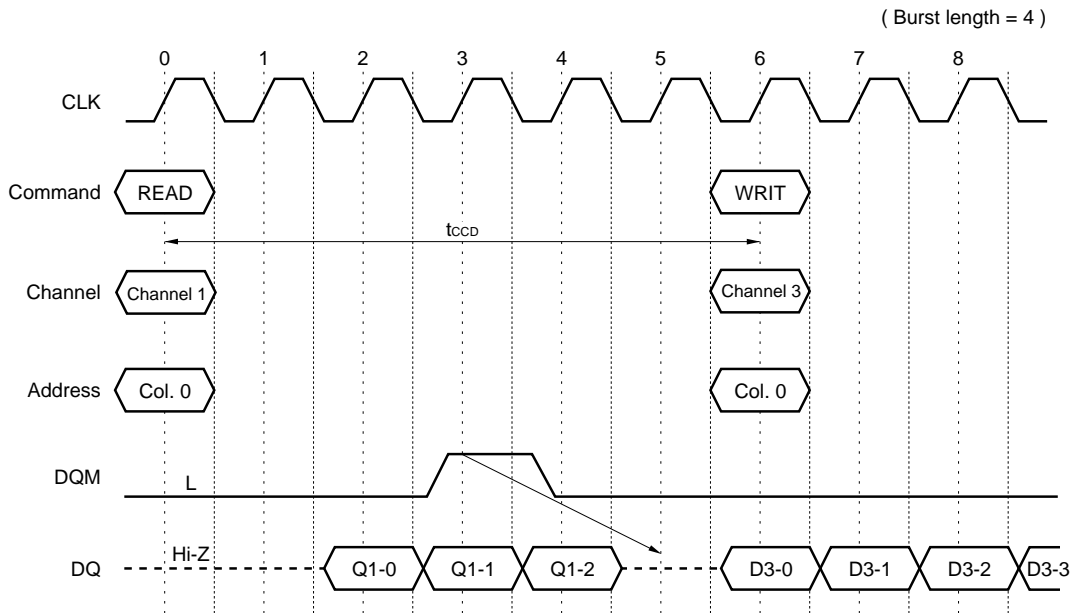 ( Burst length = 4 )
0 1 2 3 4 5 6 7 8
CLK
Command READ WRIT
tCCD
Channel Channel 1 Channel 3
Address Col. 0 Col. 0
DQM L
DQ Hi-Z Q1-0 Q1-1 Q1-2 D3-0 D3-1 D3-2 D3-3